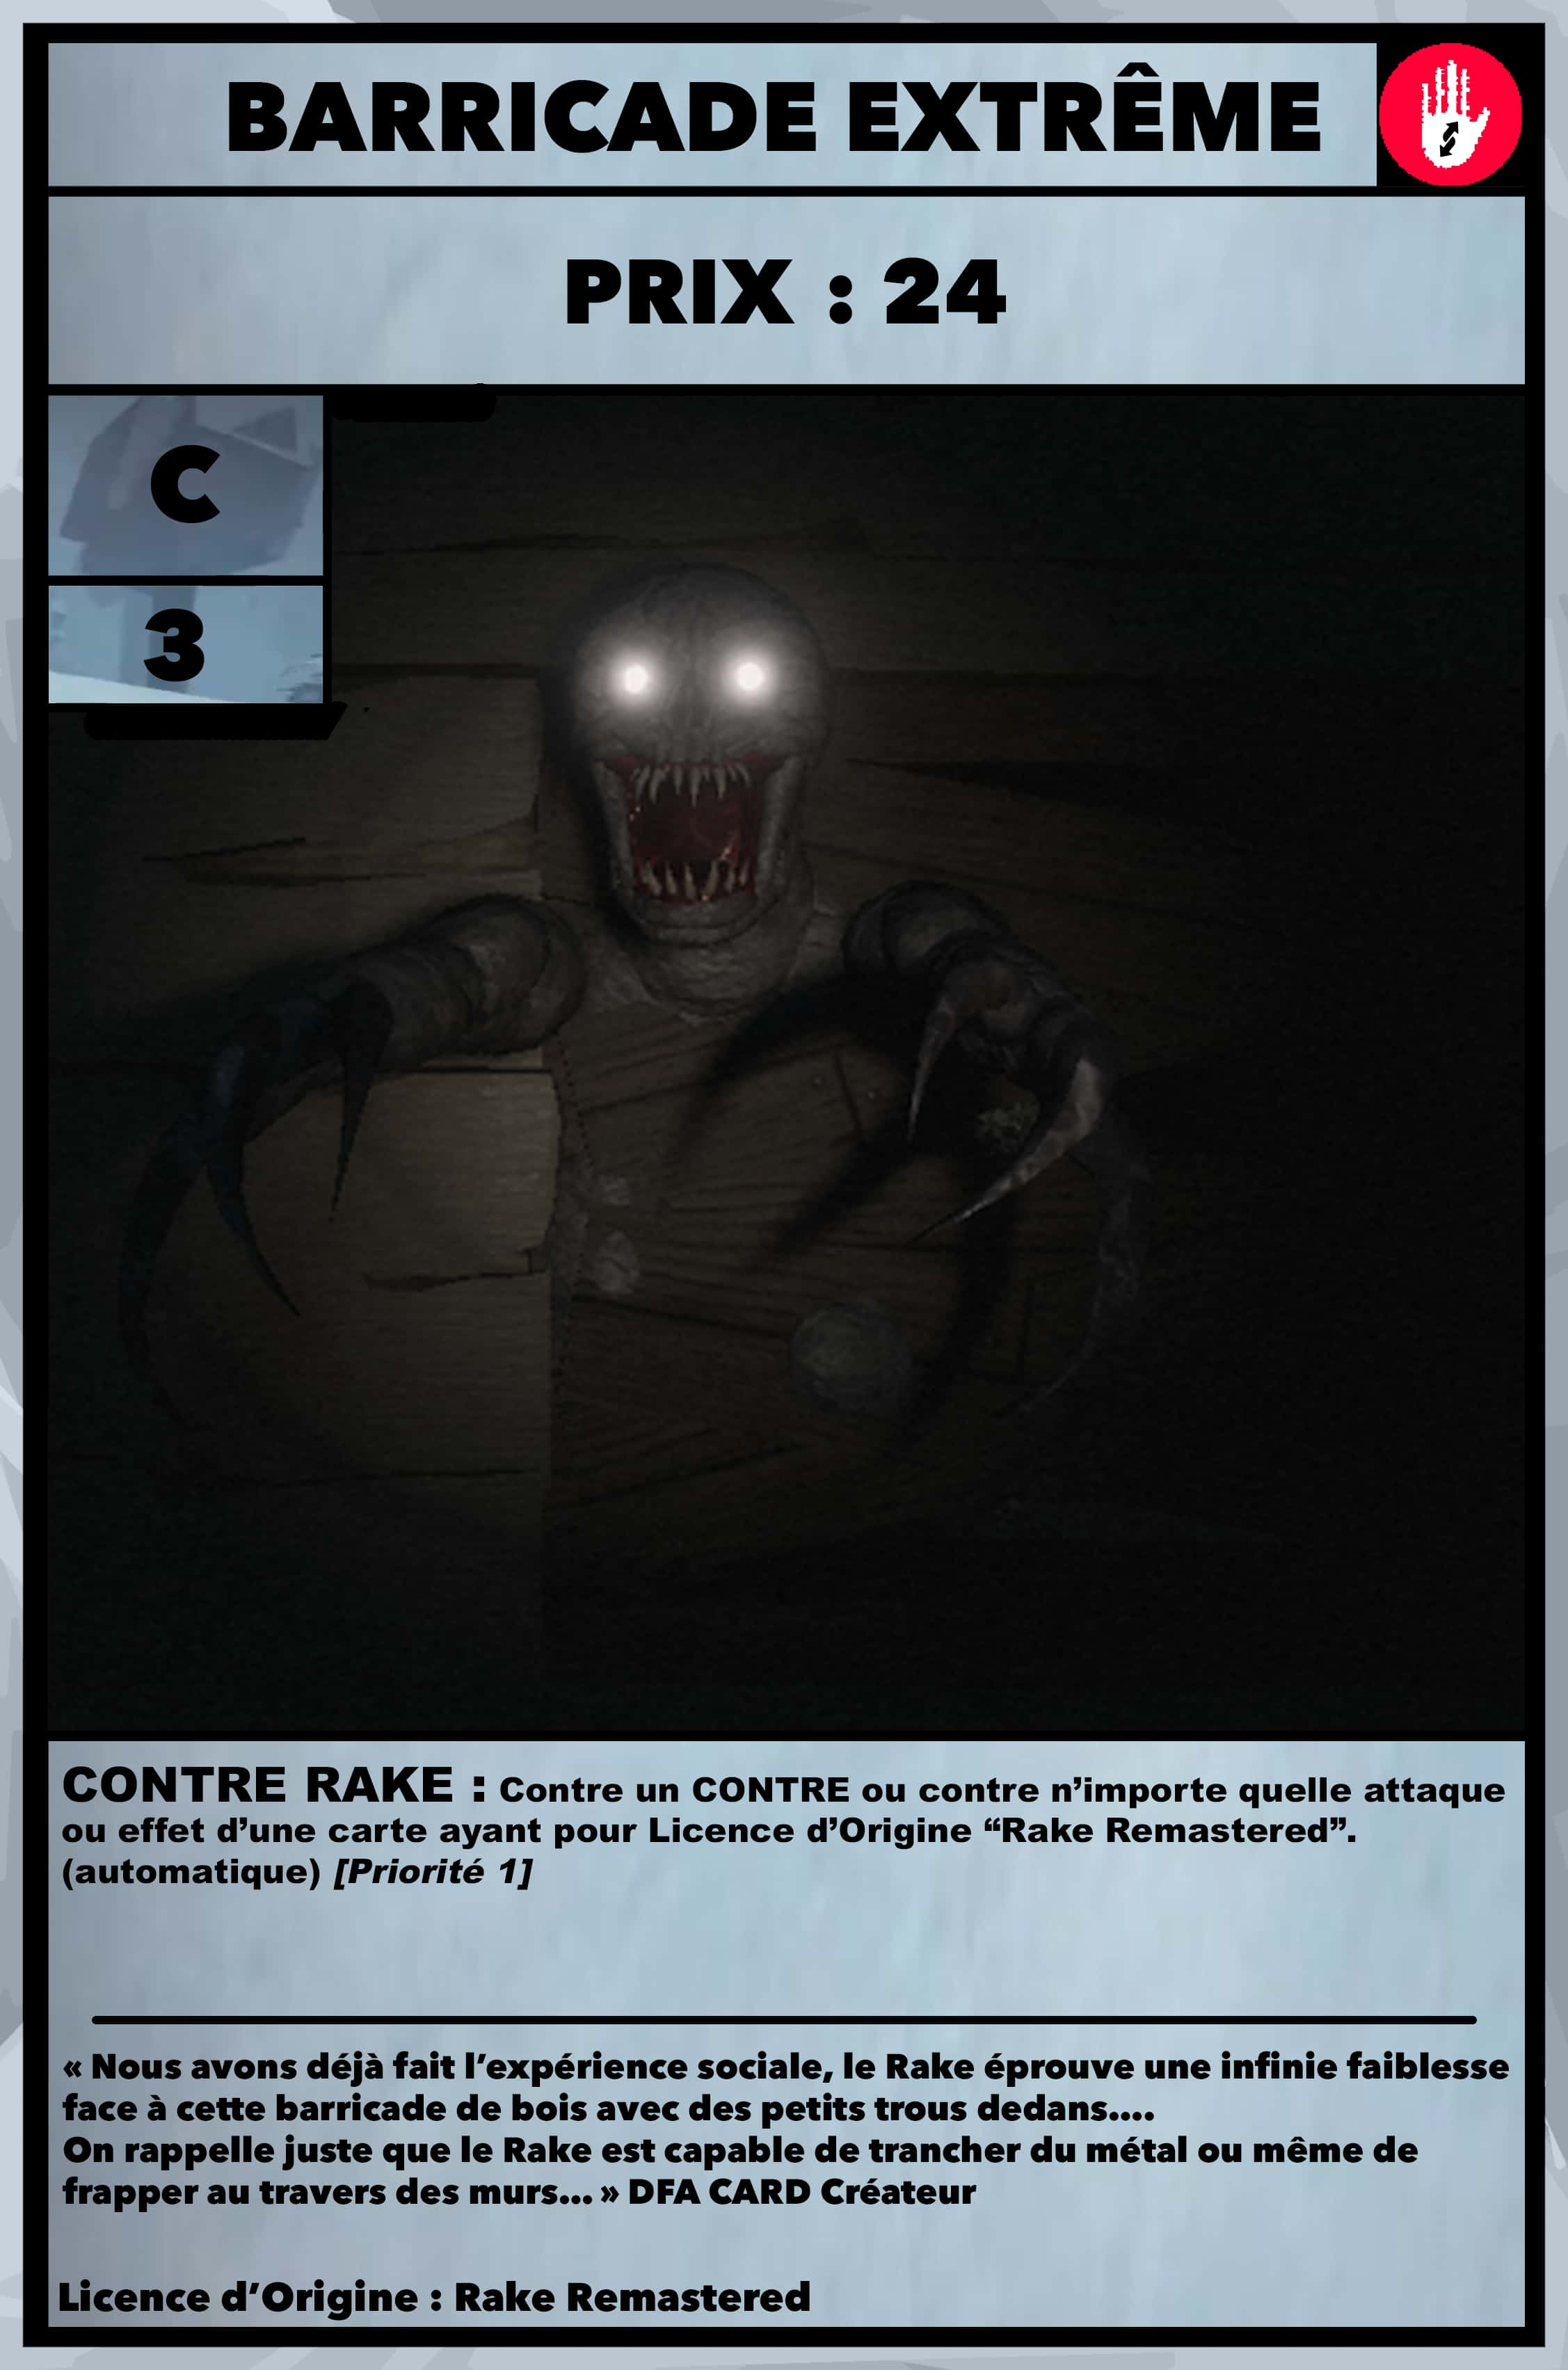 BARRICADE EXTRÊME
PRIX : 24
C
3
CONTRE RAKE : Contre un CONTRE ou contre n’importe quelle attaque
ou effet d’une carte ayant pour Licence d’Origine “Rake Remastered”.
(automatique) [Priorité 1]
« Nous avons déjà fait l’expérience sociale, le Rake éprouve une infinie faiblesse
face à cette barricade de bois avec des petits trous dedans....
On rappelle juste que le Rake est capable de trancher du métal ou même de
frapper au travers des murs... » DFA CARD Créateur
Licence d’Origine : Rake Remastered